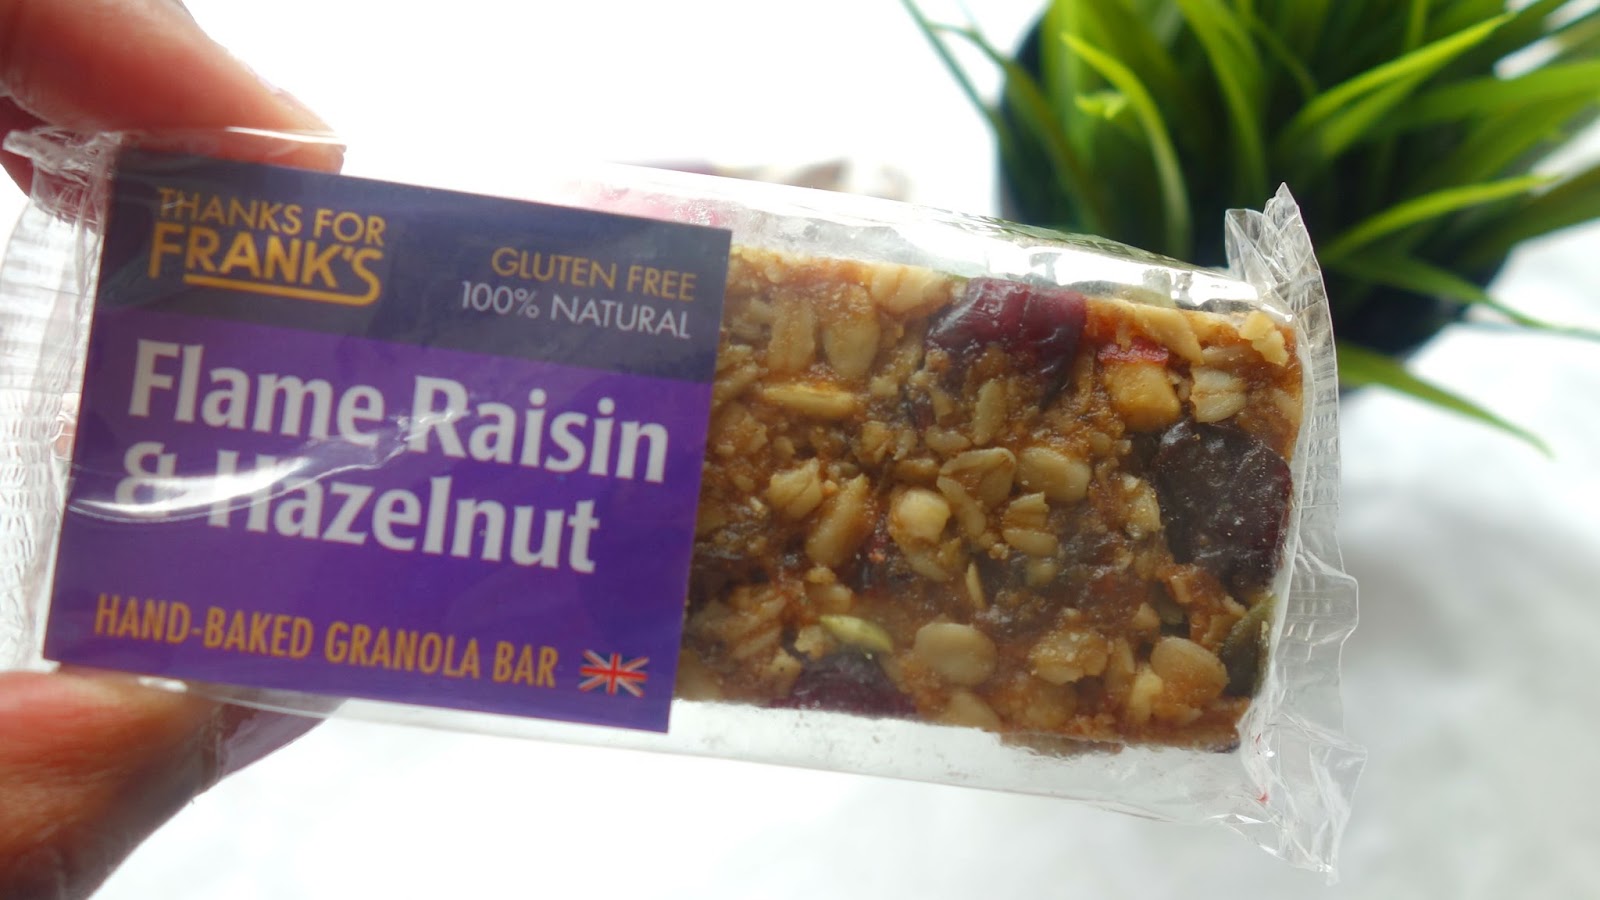 THANKS FOR
FRANK'S
GLUTEN FREE
100% NATURAL
Flame Raisin
& Hazelnut
HAND-BAKED GRANOLA BAR